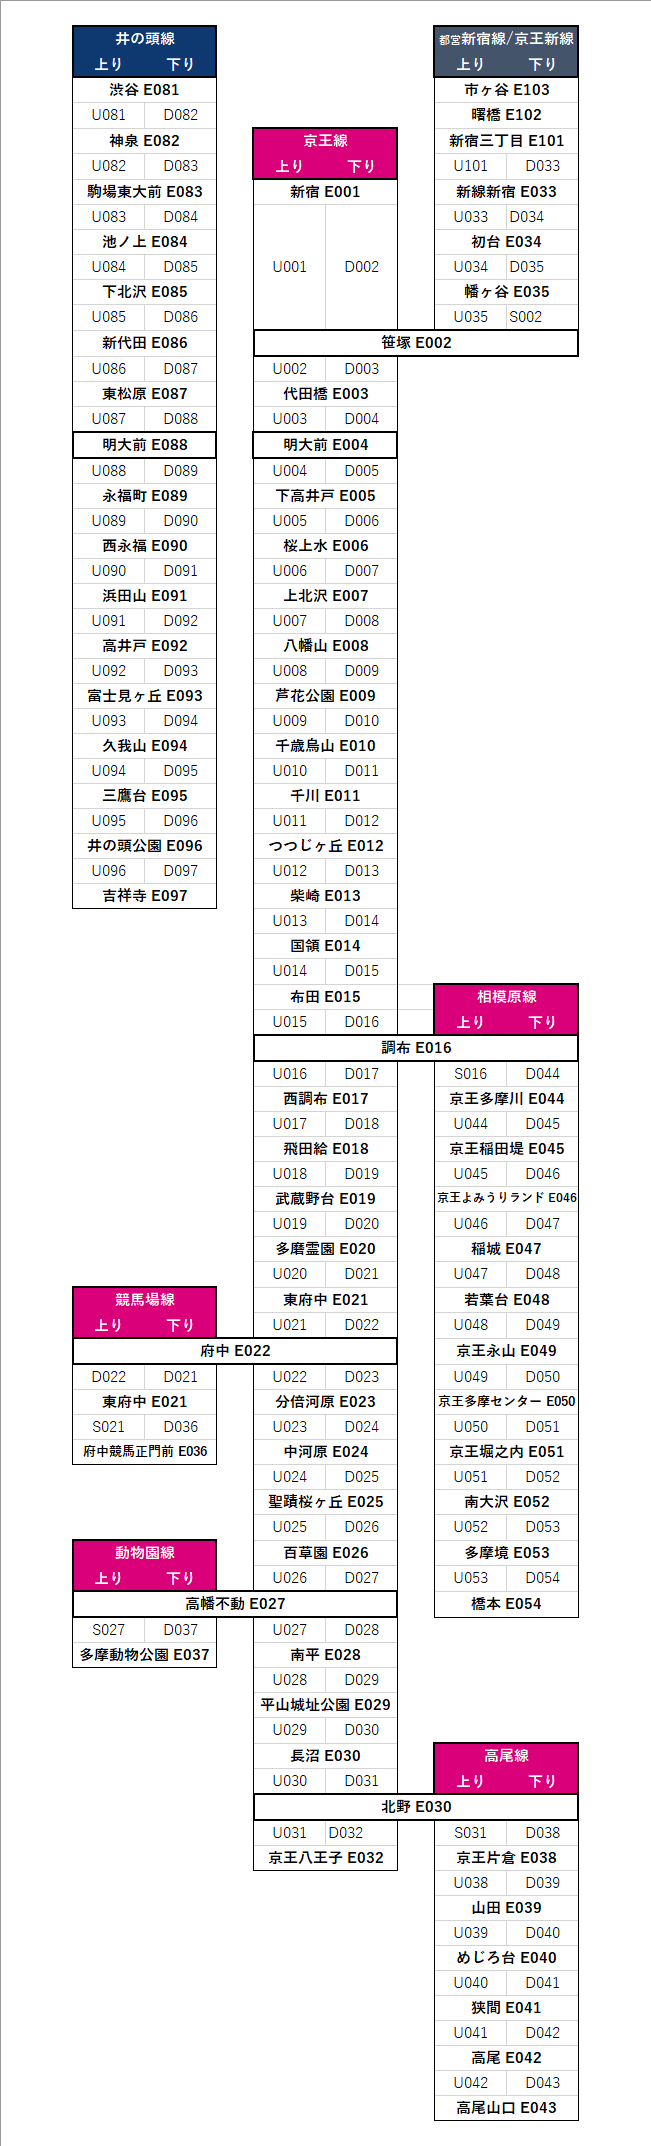 井の頭線
上り 下り
渋谷 E081
U081 D082
神泉 E082
U082 D083
駒場東大前 E083
U083 D084
池ノ上 E084
U084 D085
下北沢 E085
U085 D086
新代田 E086
U086 D087
東松原 E087
U087 D088
明大前 E088
U088 D089
永福町 E089
U089 D090
西永福 E090
U090 D091
浜田山 E091
U091 D092
高井戸 E092
U092 D093
富士見ヶ丘 E093
U093 D094
久我山 E094
U094 D095
三鷹台 E095
U095 D096
井の頭公園 E096
U096 D097
吉祥寺 E097
都営新宿線/京王新線
上り 下り
市ヶ谷 E103
曙橋 E102
新宿三丁目 E101
U101 D033
新線新宿 E033
U033 D034
初台 E034
U034 D035
幡ヶ谷 E035
U035 S002
京王線
上り 下り
新宿 E001
U001 D002
笹塚 E002
U002 D003
代田橋 E003
U003 D004
明大前 E004
U004 D005
下高井戸 E005
U005 D006
桜上水 E006
U006 D007
上北沢 E007
U007 D008
八幡山 E008
U008 D009
芦花公園 E009
U009 D010
千歳烏山 E010
U010 D011
千川 E011
U011 D012
つつじヶ丘 E012
U012 D013
柴崎 E013
U013 D014
国領 E014
U014 D015
布田 E015
U015 D016
調布 E016
U016 D017
西調布 E017
U017 D018
飛田給 E018
U018 D019
武蔵野台 E019
U019 D020
多磨霊園 E020
U020 D021
東府中 E021
U021 D022
府中 E022
U022 D023
分倍河原 E023
U023 D024
中河原 E024
U024 D025
聖蹟桜ヶ丘 E025
U025 D026
百草園 E026
U026 D027
高幡不動 E027
U027 D028
南平 E028
U028 D029
平山城址公園 E029
U029 D030
長沼 E030
U030 D031
北野 E030
U031 D032
京王八王子 E032
相模原線
上り 下り
S016 D044
京王多摩川 E044
U044 D045
京王稲田堤 E045
U045 D046
京王よみうりランド E046
U046 D047
稲城 E047
U047 D048
若葉台 E048
U048 D049
京王永山 E049
U049 D050
京王多摩センター E050
U050 D051
京王堀之内 E051
U051 D052
南大沢 E052
U052 D053
多摩境 E053
U053 D054
橋本 E054
競馬場線
上り 下り
D022 D021
東府中 E021
S021 D036
府中競馬正門前 E036
動物園線
上り 下り
S027 D037
多摩動物公園 E037
高尾線
上り 下り
S031 D038
京王片倉 E038
U038 D039
山田 E039
U039 D040
めじろ台 E040
U040 D041
狭間 E041
U041 D042
高尾 E042
U042 D043
高尾山口 E043